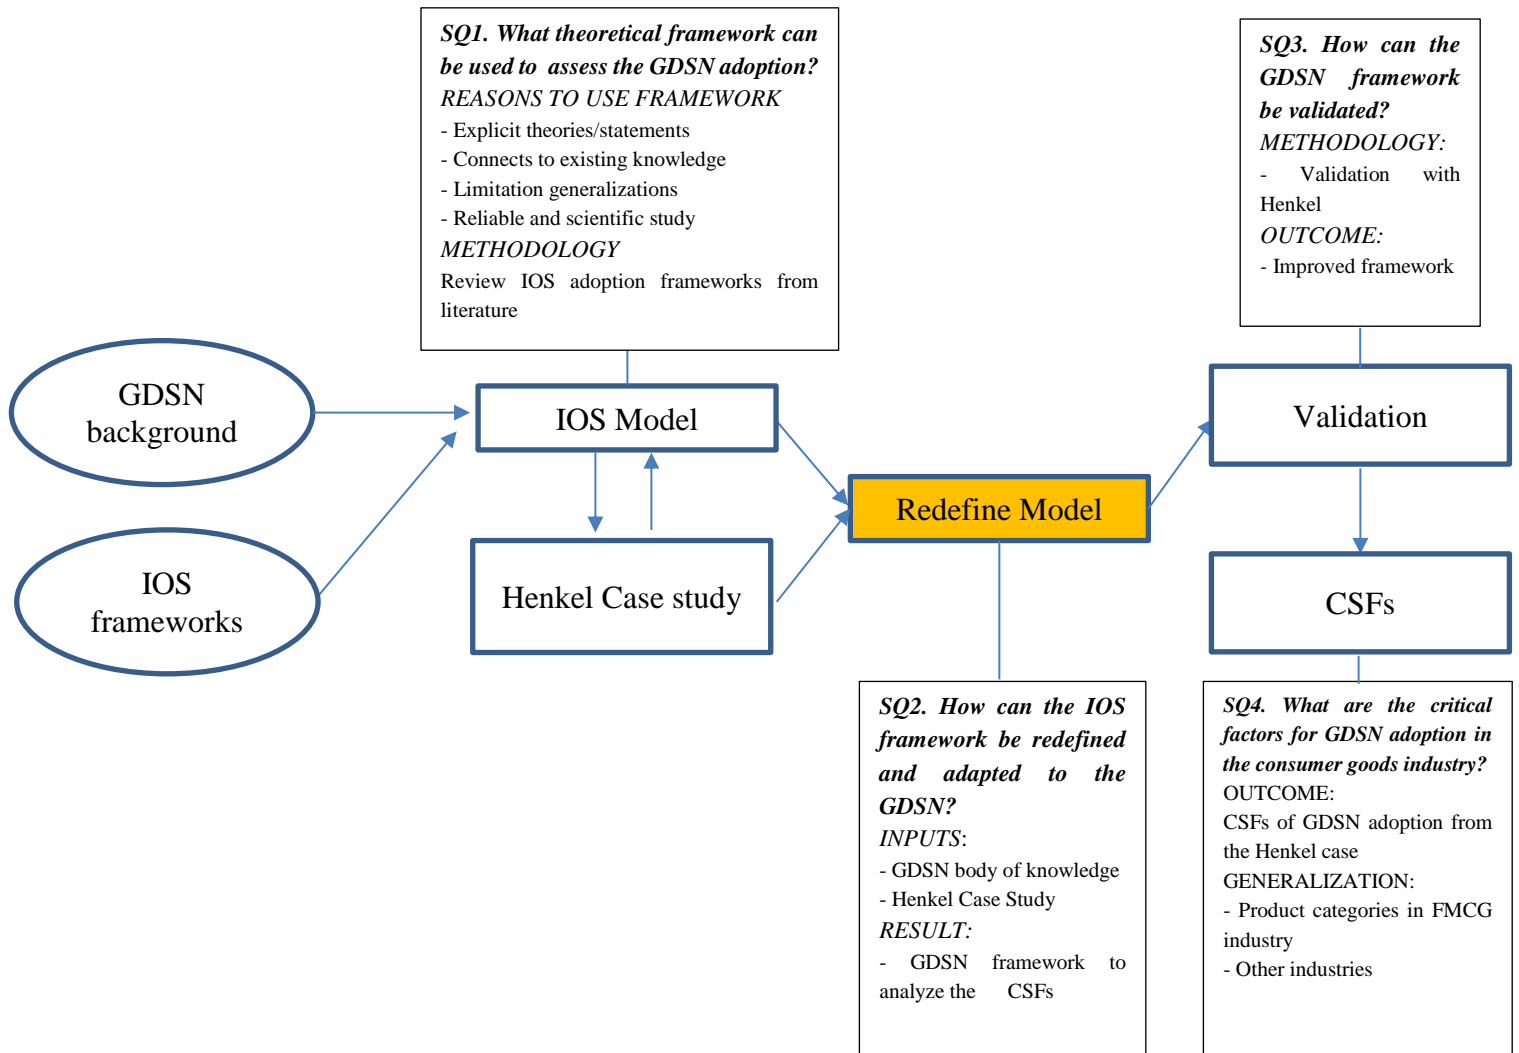 SQ1. What theoretical framework can
be used to assess the GDSN adoption?
REASONS TO USE FRAMEWORK
- Explicit theories/statements
- Connects to existing knowledge
- Limitation generalizations
- Reliable and scientific study
METHODOLOGY
Review IOS adoption frameworks from
literature
SQ3. How can the
GDSN framework
be validated?
METHODOLOGY:
- Validation with
Henkel
OUTCOME:
- Improved framework
GDSN
background
IOS Model
Validation
Redefine Model
IOS
frameworks
Henkel Case study
CSFs
SQ2. How can the IOS
framework be redefined
and adapted to the
GDSN?
INPUTS:
- GDSN body of knowledge
- Henkel Case Study
RESULT:
- GDSN framework to
analyze the CSFs
SQ4. What are the critical
factors for GDSN adoption in
the consumer goods industry?
OUTCOME:
CSFs of GDSN adoption from
the Henkel case
GENERALIZATION:
- Product categories in FMCG
industry
- Other industries